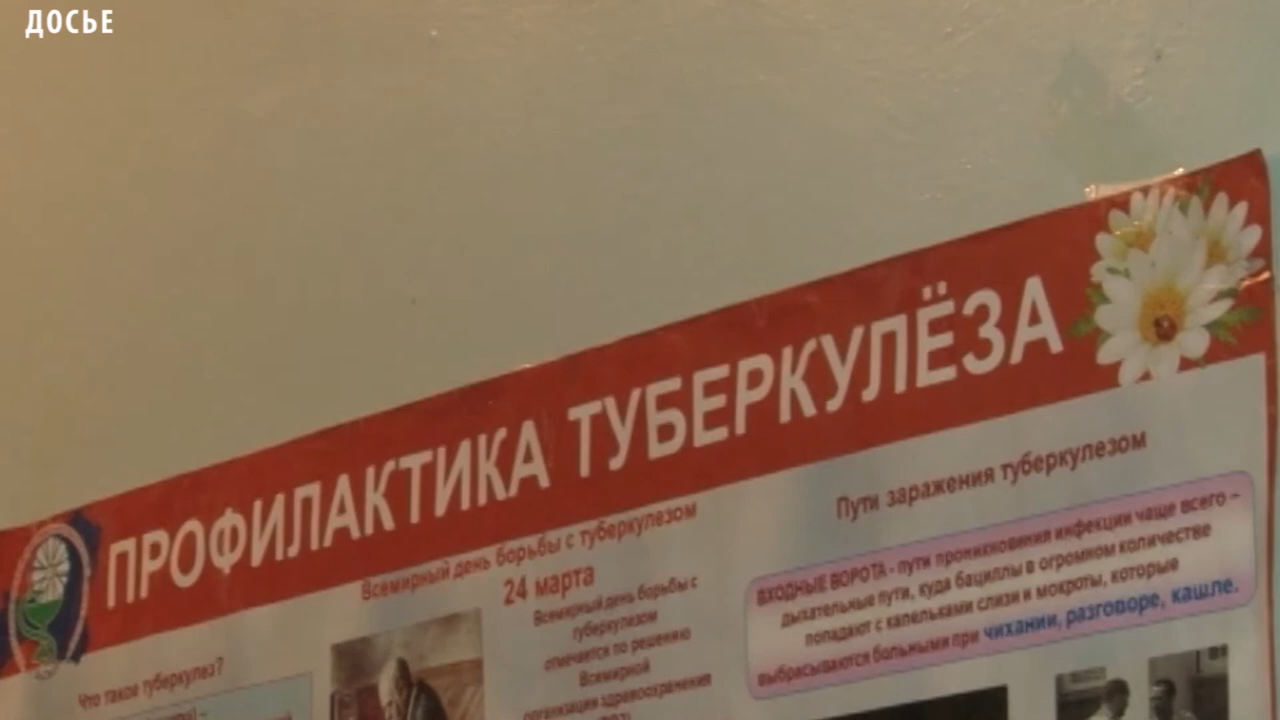 ДОСЬЕ
ПРОФИЛАКТИКА ТУБЕРКУЛЁЗА
Всемирный день борьбы с туберкулезом
24 марта
Всемирный день борьбы с
туберкулезом
отмечается по решению
Всемирной
организации здравоохранения
Что такое туберкулез?
Пути заражения туберкулезом
ВХОДНЫЕ ВОРОТА - пути проникновения инфекции чаще всего –
дыхательные пути, куда бациллы в огромном количестве
попадают с капельками слизи и мокроты, которые
выбрасываются больными при чихании, разговоре, кашле.